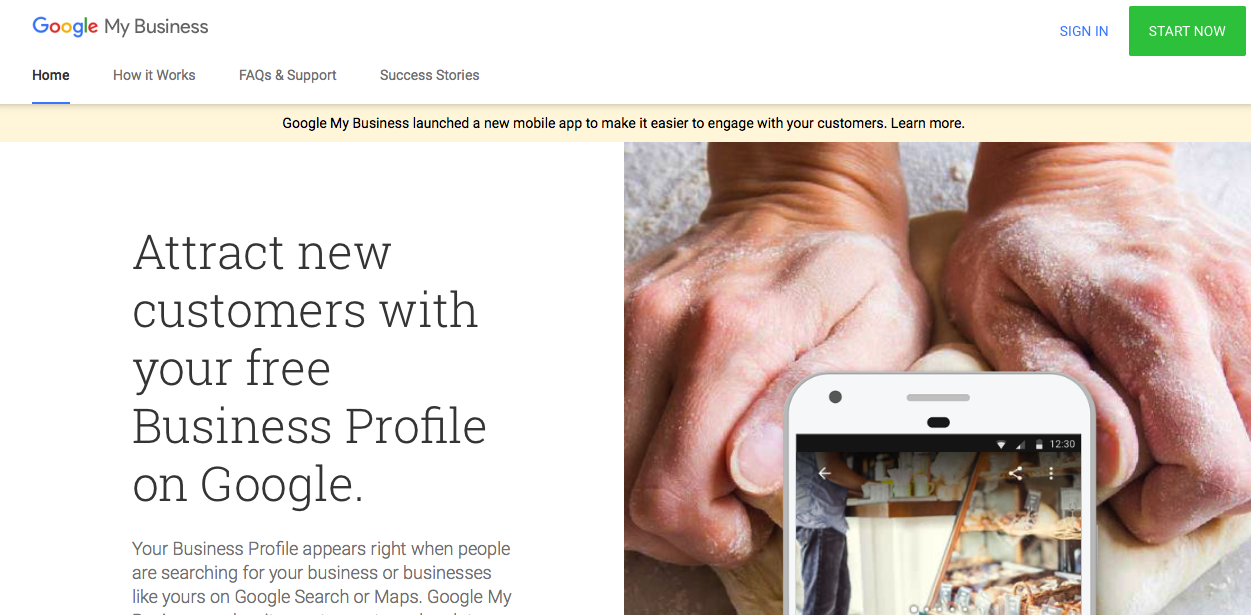 Google My Business
SIGN IN
START NOW
Home
How it Works
FAQs & Support
Success Stories
Google My Business launched a new mobile app to make it easier to engage with your customers. Learn more.
Attract new
customers with
your free
Business Profile
on Google.
12:30
Your Business Profile appears right when people
are searching for your business or businesses
like yours on Google Search or Maps. Google My